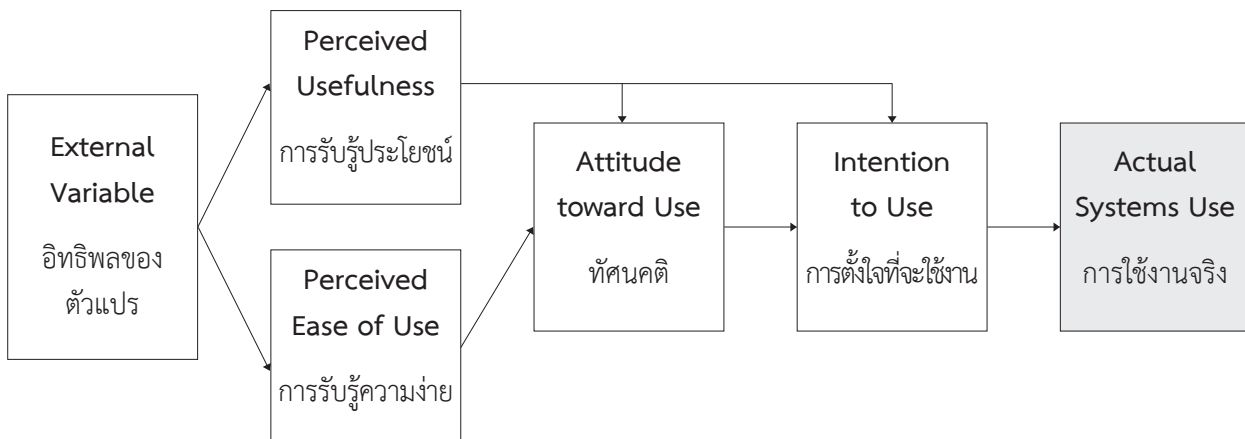 External
Variable
อิทธิพลของ
ตัวแปร
Perceived
Usefulness
การรับรู้ประโยชน์
Perceived
Ease of Use
การรับรู้ความง่าย
Attitude
toward Use
ทัศนคติ
Intention
to Use
การตั้งใจที่จะใช้งาน
Actual
Systems Use
การใช้งานจริง